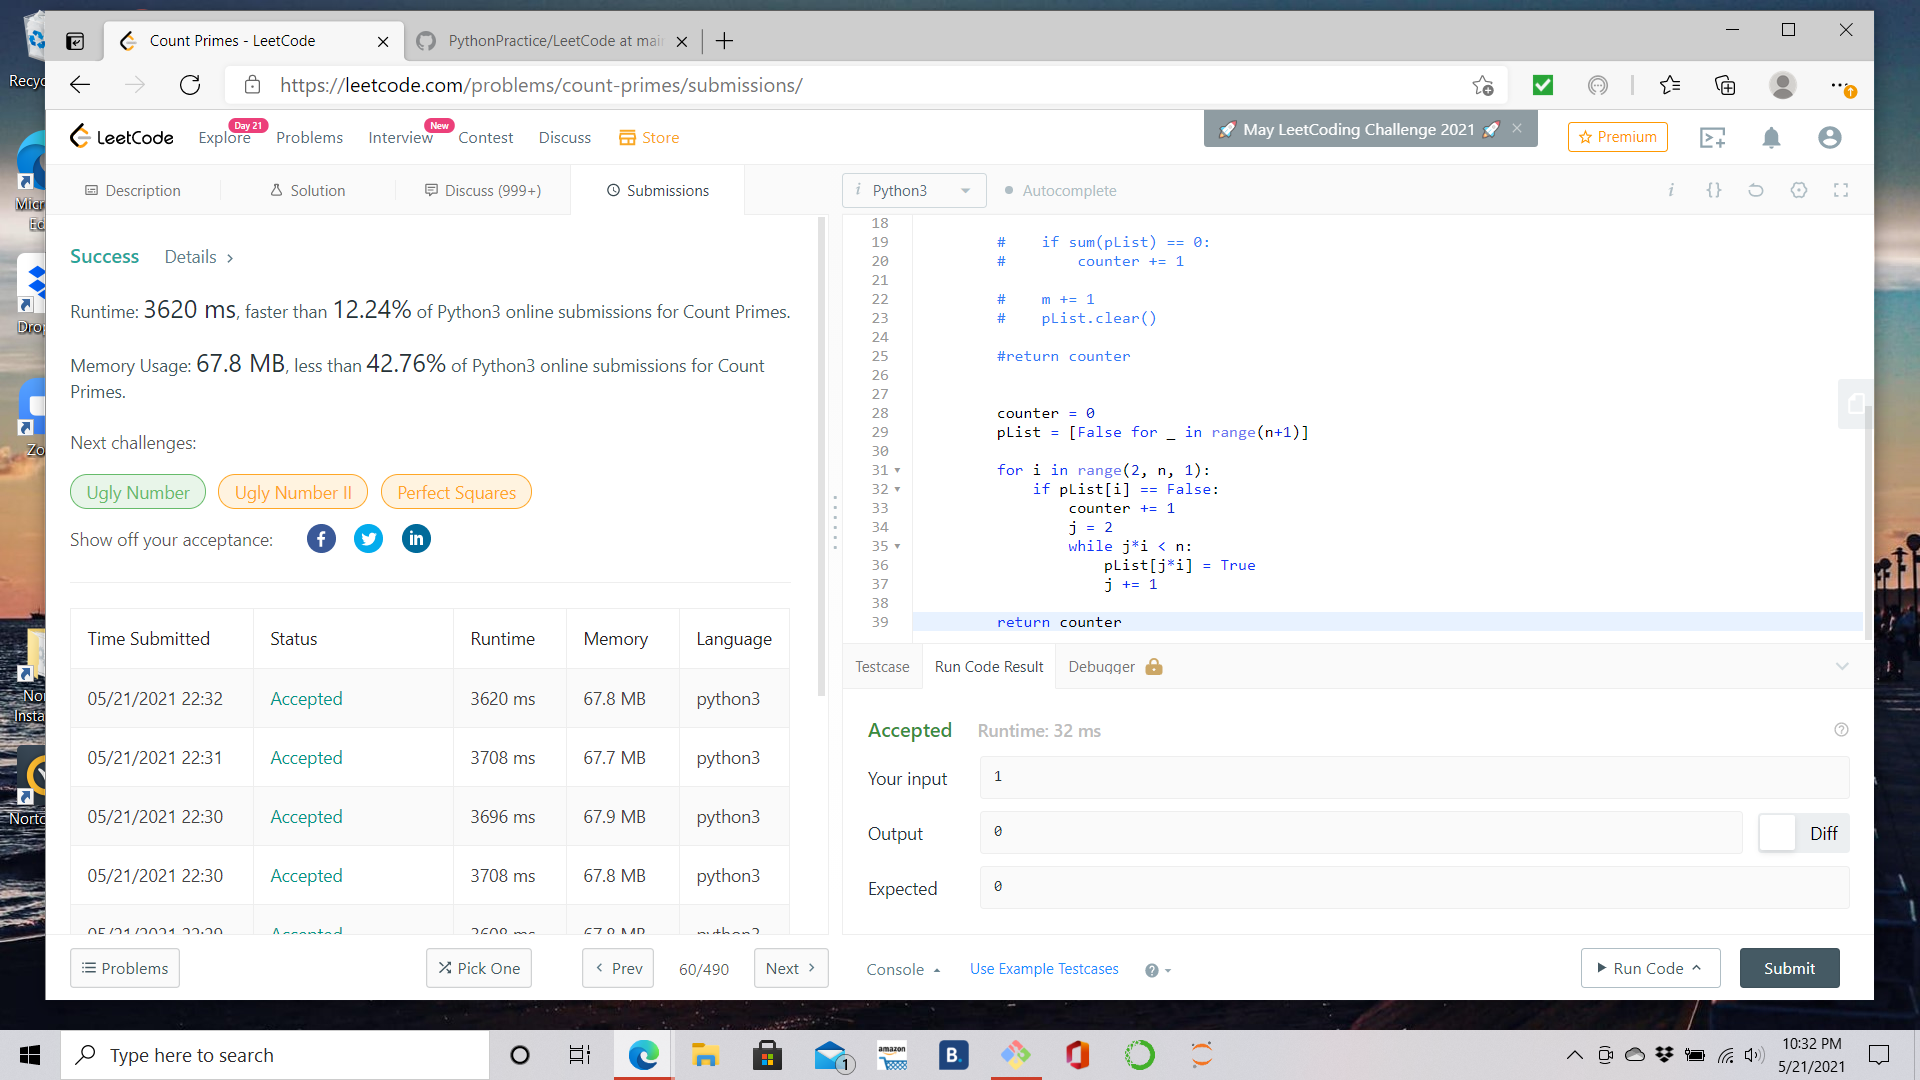 Count Primes - LeetCode
PythonPractice/LeetCode at mai
https://leetcode.com/problems/count-primes/submissions/
LeetCode
Explore
Day 21
Problems
Interview
New
Contest
Discuss
Store
🚀 May LeetCoding Challenge 2021 🚀
Premium
Description
Solution
Discuss (999+)
Submissions
i Python3
Autocomplete
Success
Details
Runtime: 3620 ms, faster than 12.24% of Python3 online submissions for Count Primes.
Memory Usage: 67.8 MB, less than 42.76% of Python3 online submissions for Count
Primes.
Next challenges:
Ugly Number
Ugly Number II
Perfect Squares
Show off your acceptance:
Time Submitted Status Runtime Memory Language
05/21/2021 22:32 Accepted 3620 ms 67.8 MB python3
05/21/2021 22:31 Accepted 3708 ms 67.7 MB python3
05/21/2021 22:30 Accepted 3696 ms 67.9 MB python3
05/21/2021 22:30 Accepted 3708 ms 67.8 MB python3
18
19 # if sum(pList) == 0:
20 # counter += 1
21
22 # m += 1
23 # pList.clear()
24
25 #return counter
26
27
28 counter = 0
29 pList = [False for _ in range(n+1)]
30
31 for i in range(2, n, 1):
32 if pList[i] == False:
33 counter += 1
34 j = 2
35 while j*i < n:
36 pList[j*i] = True
37 j += 1
38
39 return counter
Testcase
Run Code Result
Debugger
Accepted
Runtime: 32 ms
Your input
1
Output
0
Diff
Expected
0
Problems
Pick One
Prev
60/490
Next
Console
Use Example Testcases
Run Code
Submit
Recyc
Micr
Ed
Dro
Zo
No
Insta
Norto
Type here to search
amazon
B.
1
10:32 PM
5/21/2021